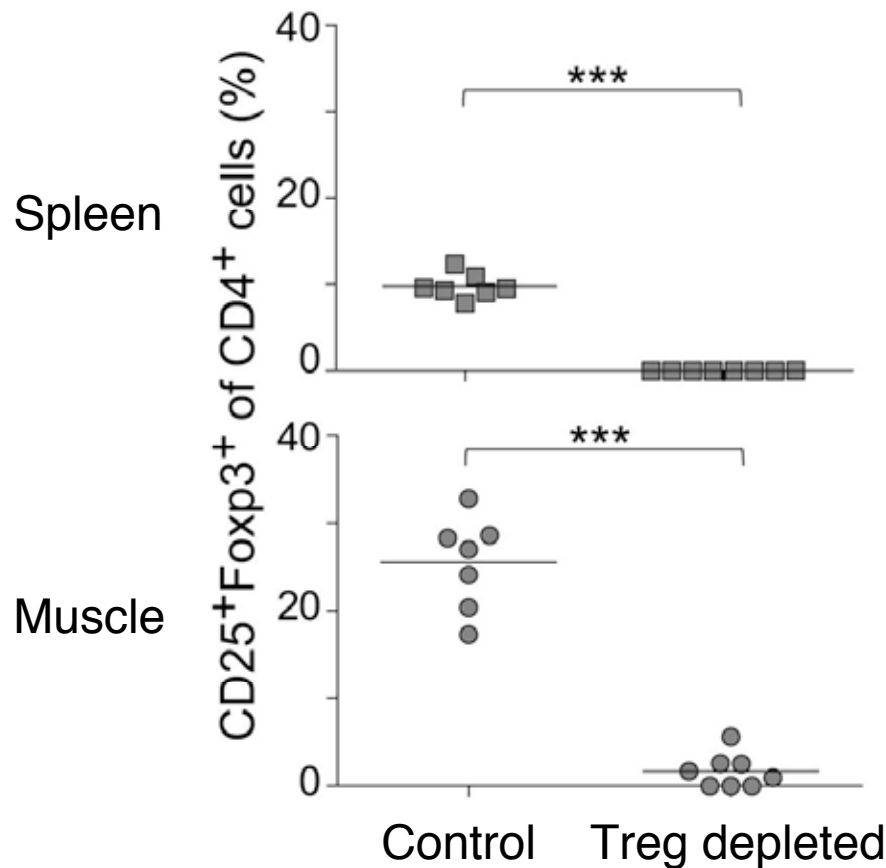 Spleen
Muscle
CD25⁺Foxp3⁺ of CD4⁺ cells (%)
40
20
0
***
40
20
0
***
Control
Treg depleted